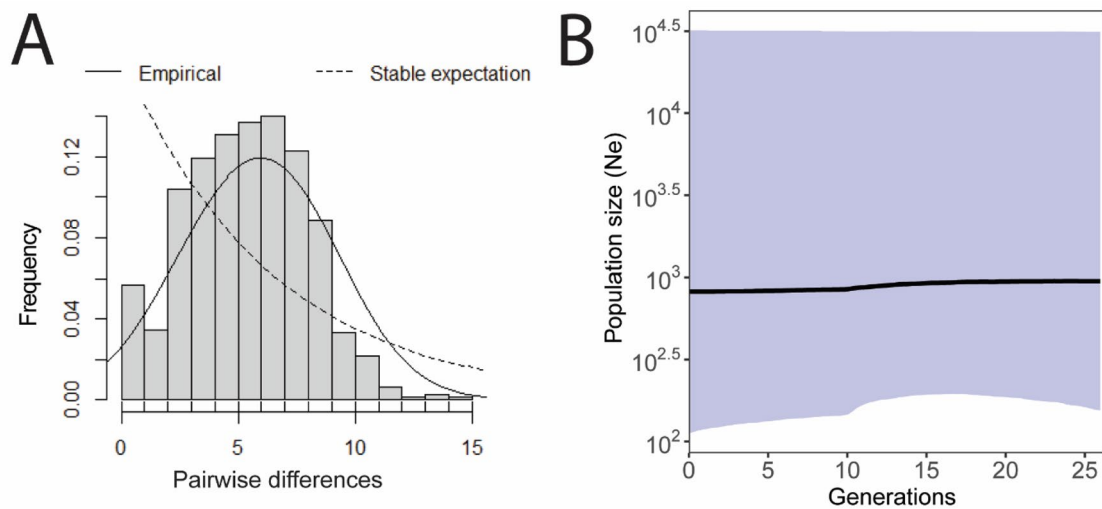 A
Empirical
Stable expectation
Frequency
0.00
0.04
0.08
0.12
0
5
10
15
Pairwise differences
B
Population size (Ne)
10^4.5
10^4
10^3.5
10^3
10^2.5
10^2
0
5
10
15
20
25
Generations